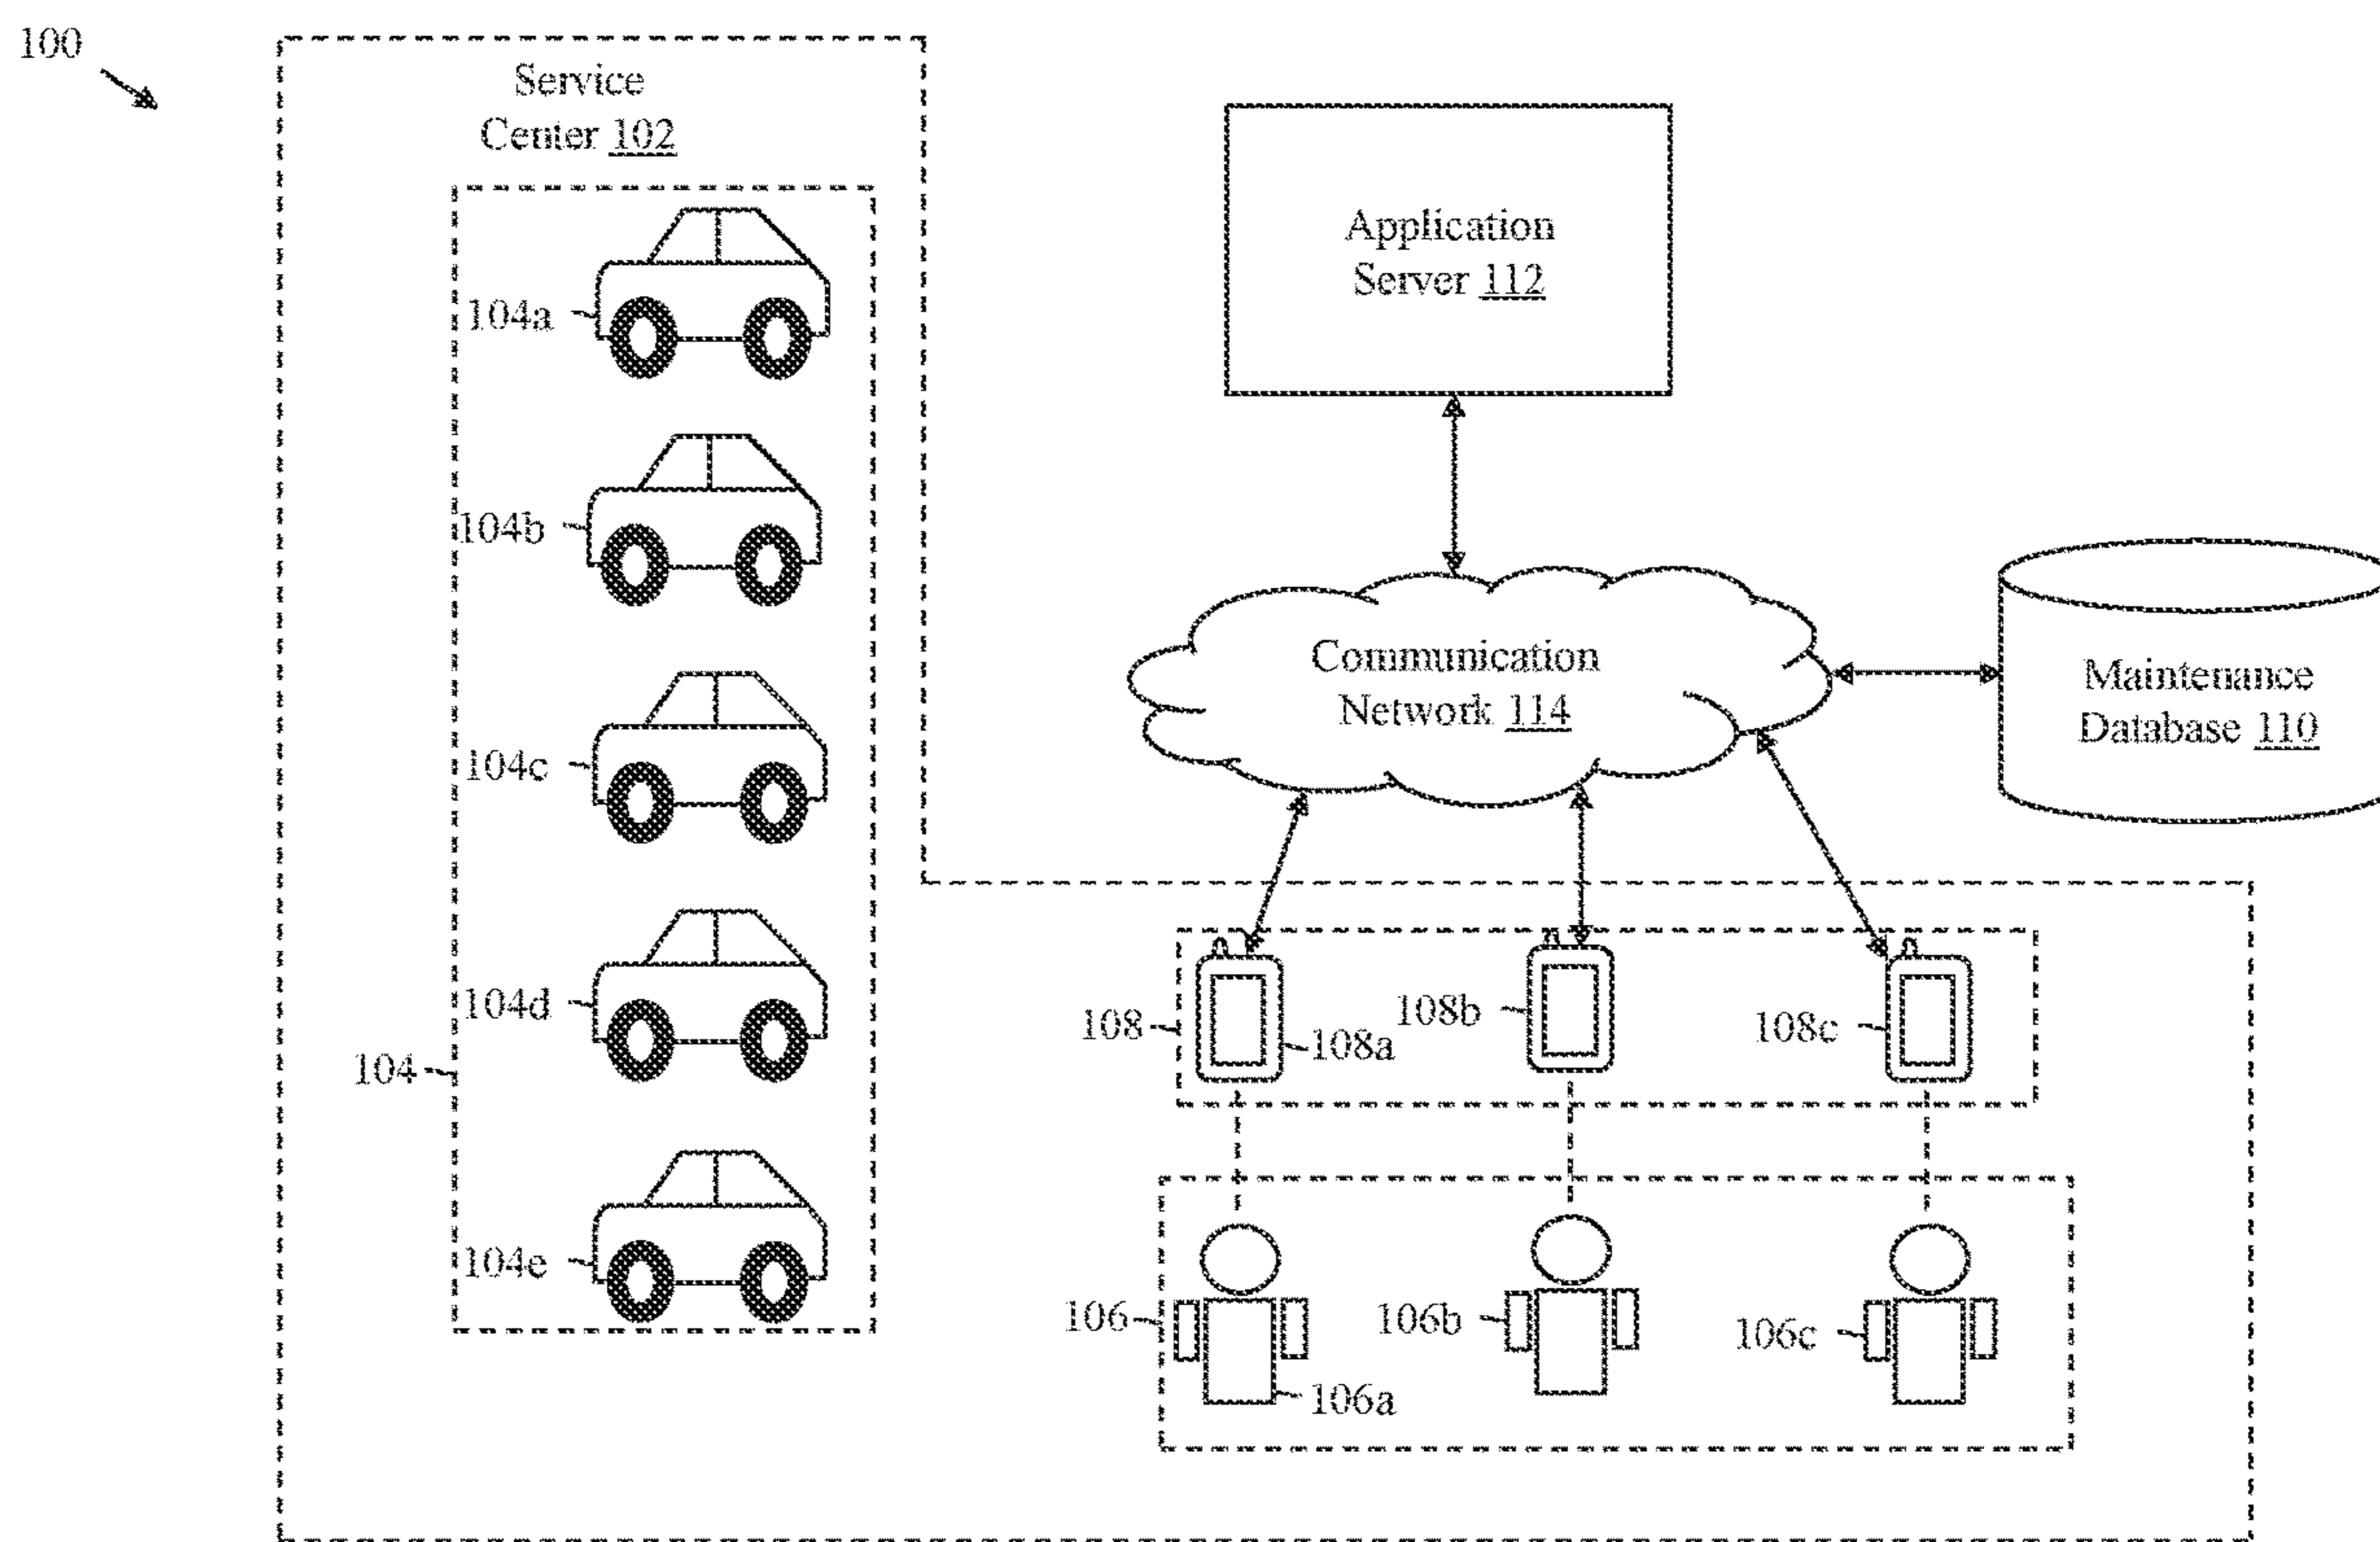 100
Service
Center 102
104a
104b
104c
104d
104
104e
Application
Server 112
Communication
Network 114
Maintenance
Database 110
108
108a
108b
108c
106
106a
106b
106c